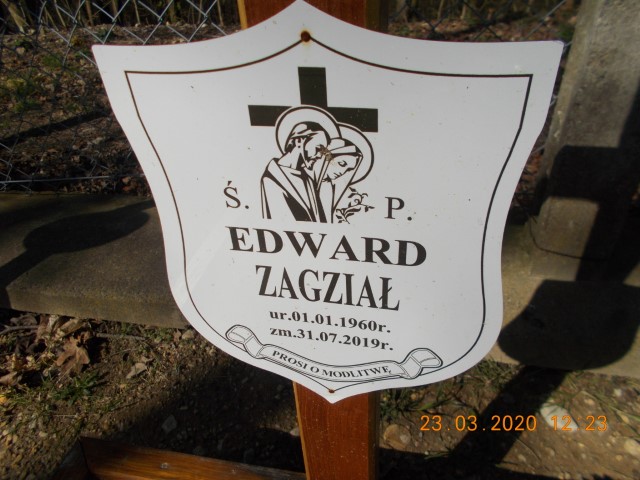 Ś. P.
EDWARD
ZAGZIAŁ
ur.01.01.1960r.
zm.31.07.2019r.
PROSI O MODLITWĘ
23.03.2020 12:23